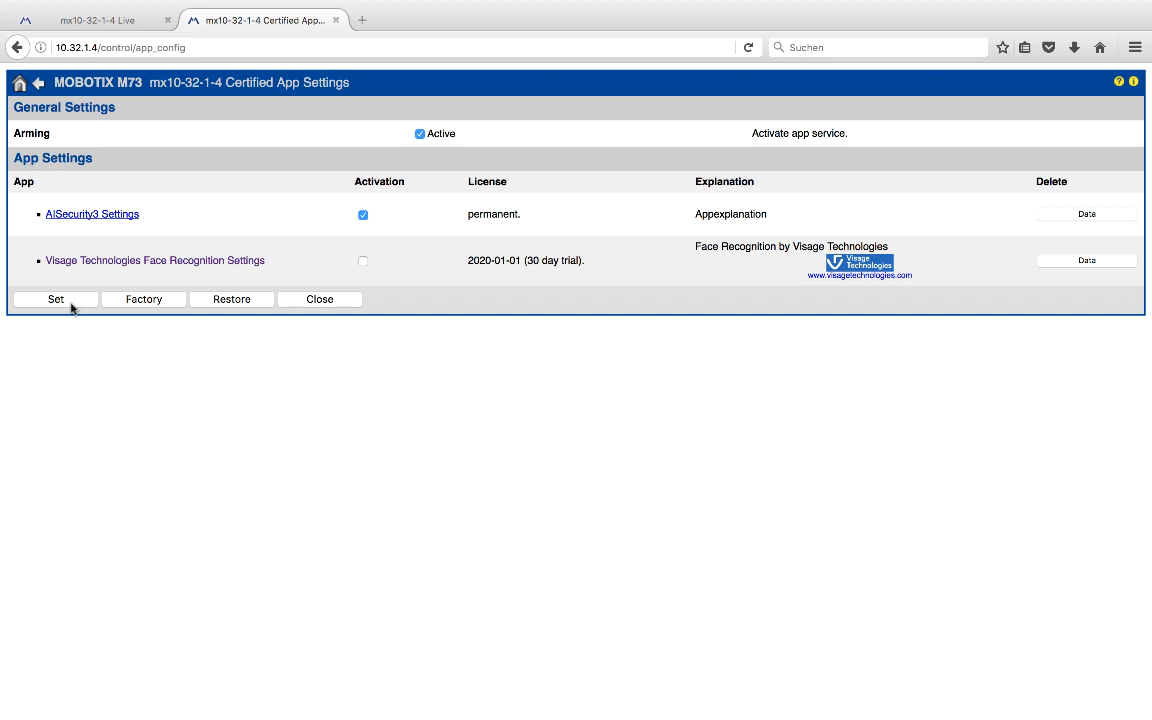 mx10-32-1-4 Live
mx10-32-1-4 Certified App...
10.32.1.4/control/app_config
Suchen
MOBOTIX M73 mx10-32-1-4 Certified App Settings
General Settings
Arming Active Activate app service.
App Settings
App Activation License Explanation Delete
AISecurity3 Settings permanent. Appexplanation Data
Face Recognition by Visage Technologies
Visage Technologies Face Recognition Settings 2020-01-01 (30 day trial). Visage Technologies Data
www.visagetechnologies.com
Set Factory Restore Close